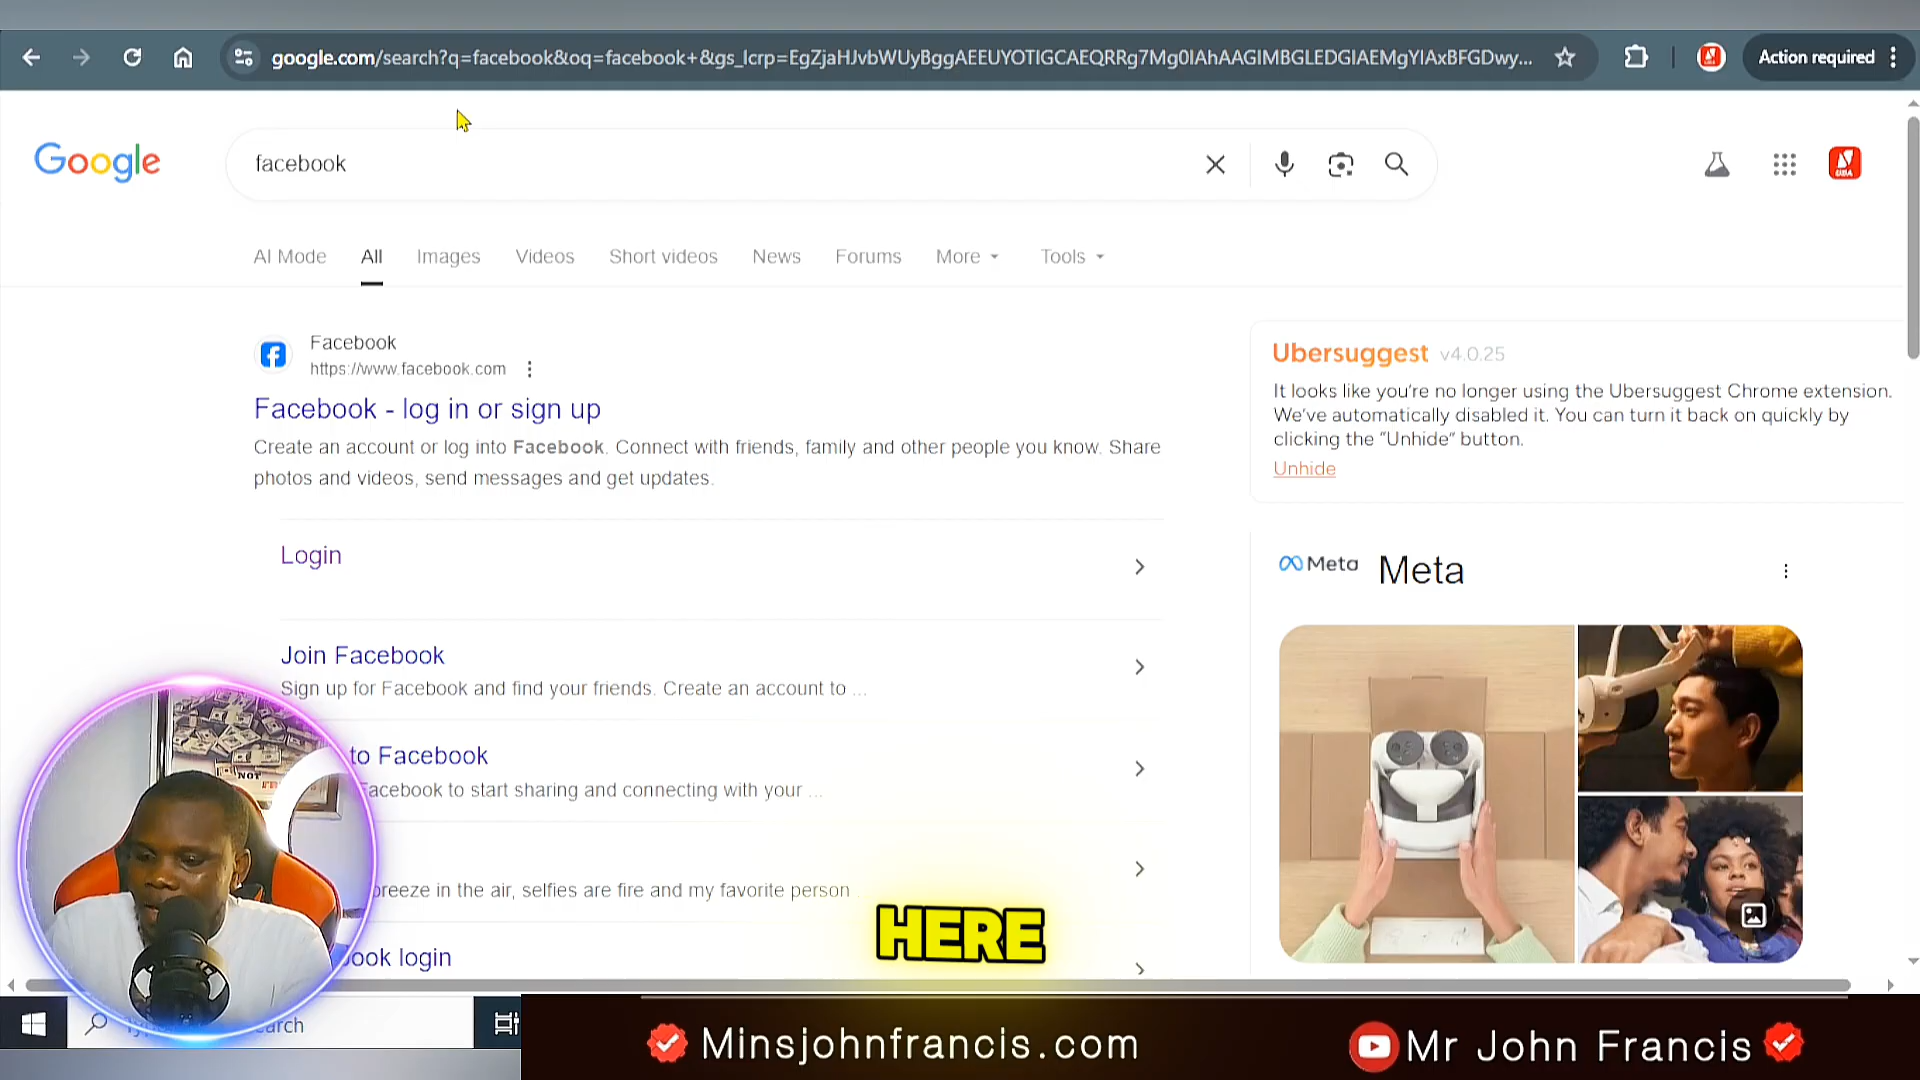 google.com/search?q=facebook&oq=facebook+&gs_lcrp=EgZjaHJvbWUyBggAEEUYOTIGCAEQRRg7Mg0IAhAAGIMBGLEDGIAEMgYIAxBFGDwy...
Action required
Google
facebook
AI Mode
All
Images
Videos
Short videos
News
Forums
More
Tools
Facebook
https://www.facebook.com
Facebook - log in or sign up
Create an account or log into Facebook. Connect with friends, family and other people you know. Share
photos and videos, send messages and get updates.
Login
Join Facebook
Sign up for Facebook and find your friends. Create an account to ...
to Facebook
Facebook to start sharing and connecting with your ...
breeze in the air, selfies are fire and my favorite person
book login
Ubersuggest v4.0.25
It looks like you're no longer using the Ubersuggest Chrome extension.
We've automatically disabled it. You can turn it back on quickly by
clicking the "Unhide" button.
Unhide
Meta
Meta
NOT
HERE
Minsjohnfrancis.com
Mr John Francis